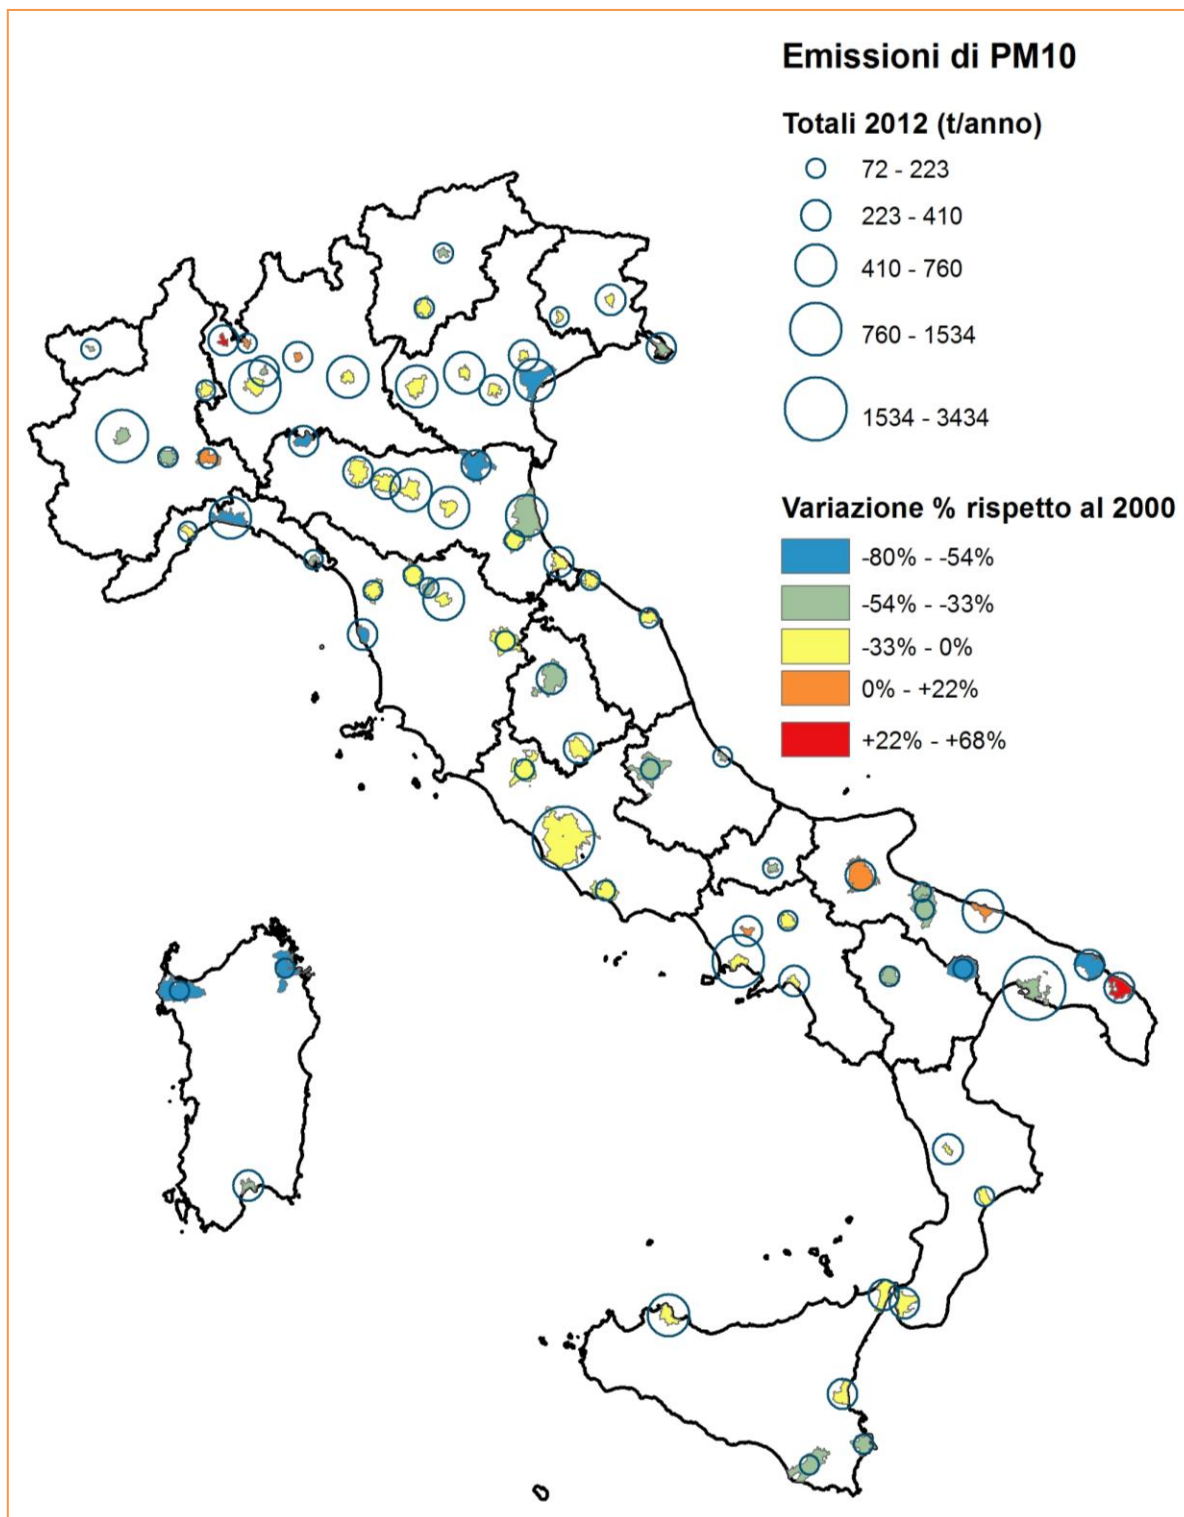 Emissioni di PM10
Totali 2012 (t/anno)
72 - 223
223 - 410
410 - 760
760 - 1534
1534 - 3434
Variazione % rispetto al 2000
-80% - -54%
-54% - -33%
-33% - 0%
0% - +22%
+22% - +68%